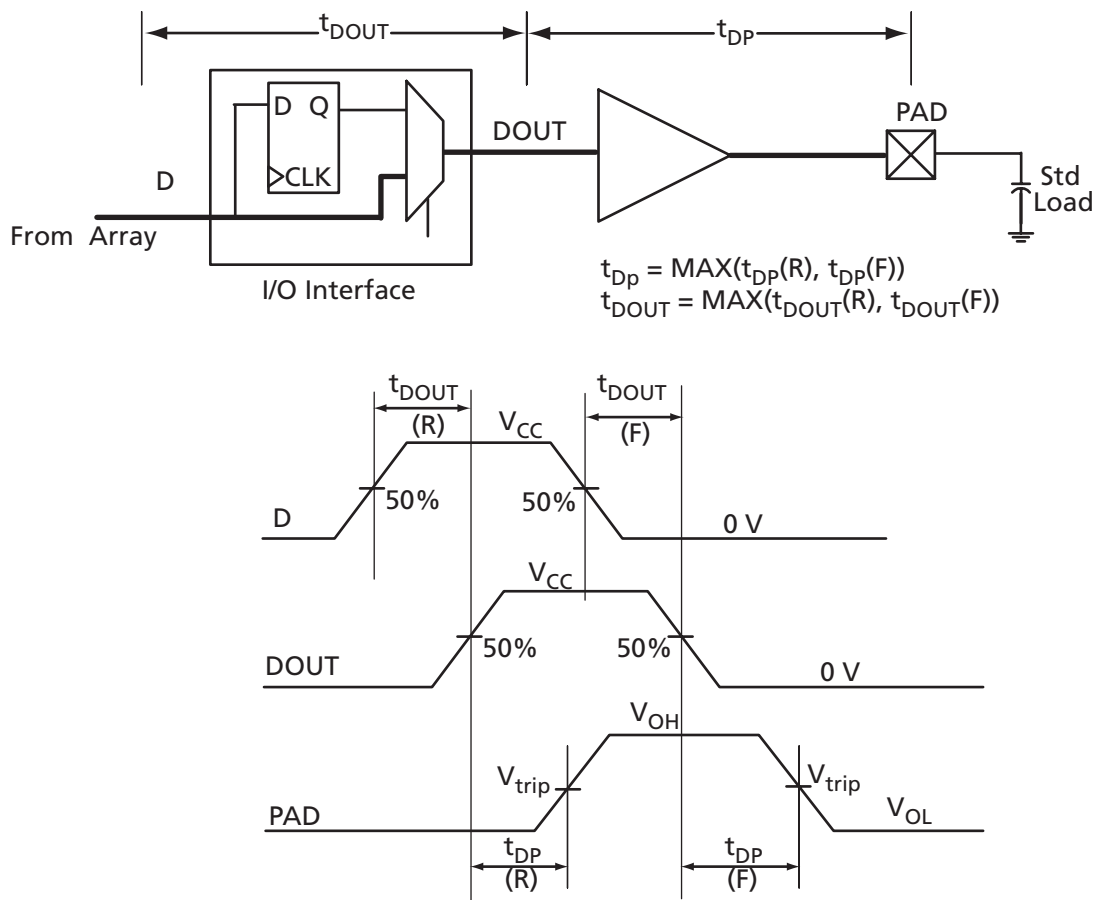 tDOUT
tDP
D Q
CLK
DOUT
PAD
D
Std
Load
From Array
I/O Interface
tDp = MAX(tDP(R), tDP(F))
tDOUT = MAX(tDOUT(R), tDOUT(F))
tDOUT
(R)
tDOUT
(F)
VCC
50%
50%
D
0 V
VCC
50%
50%
DOUT
0 V
VOH
Vtrip
Vtrip
PAD
VOL
tDP
(R)
tDP
(F)